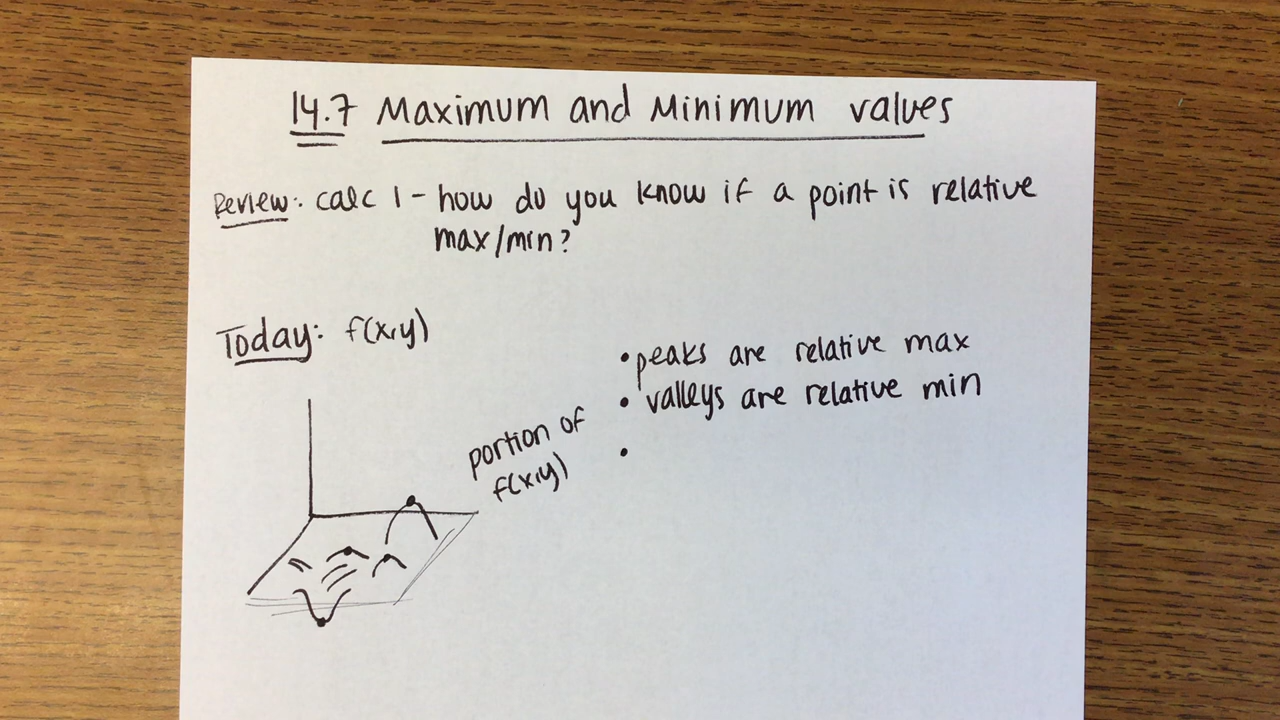 14.7 Maximum and Minimum values
Review: calc 1 - how do you know if a point is relative
max/min?
Today: f(x,y)
• peaks are relative max
• valleys are relative min
•
portion of
f(x,y)